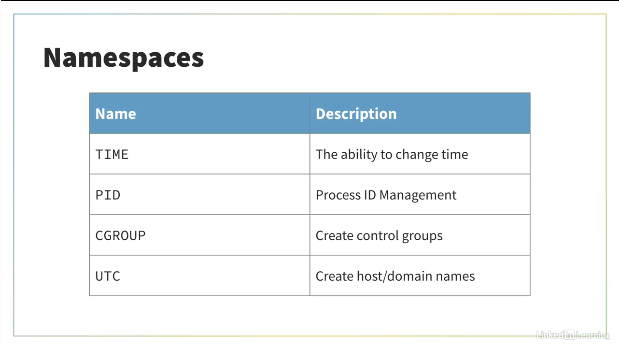 Namespaces
Name Description
TIME The ability to change time
PID Process ID Management
CGROUP Create control groups
UTC Create host/domain names
LinkedIn Learning